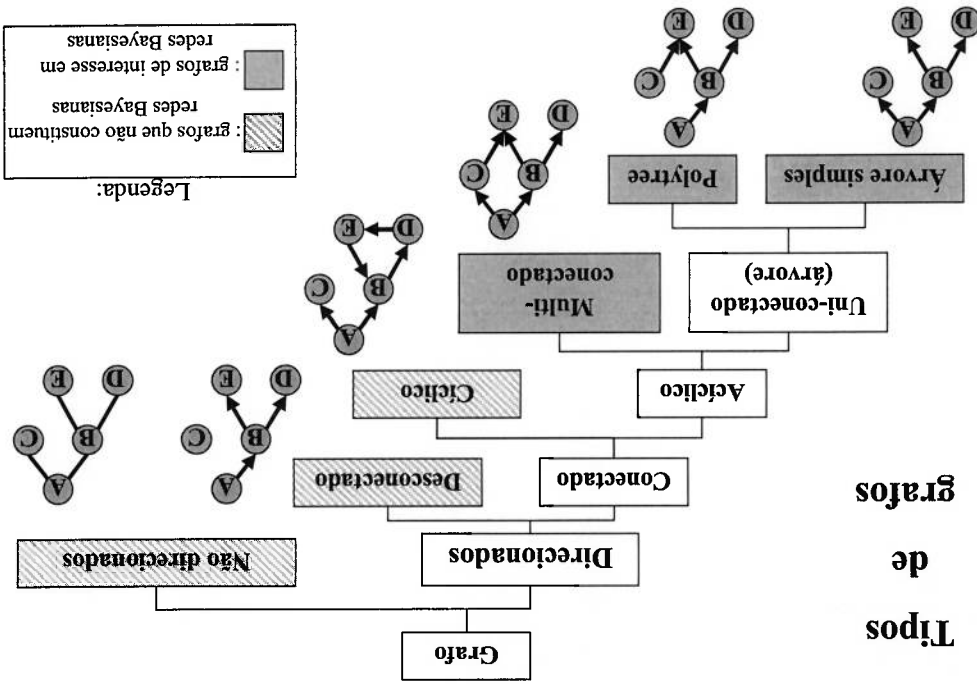 Tipos
de
grafos
Grafo
Direcionados
Não direcionados
Conectado
Desconectado
A
B C
D E
A
B C
D E
Acíclico
Cíclico
A
B C
D E
Uni-conectado
(árvore)
Multi-
conectado
A
B C
D E
Árvore simples
Polytree
A
B C
D E
A
B C
D E
Legenda:
: grafos que não constituem
redes Bayesianas
: grafos de interesse em
redes Bayesianas